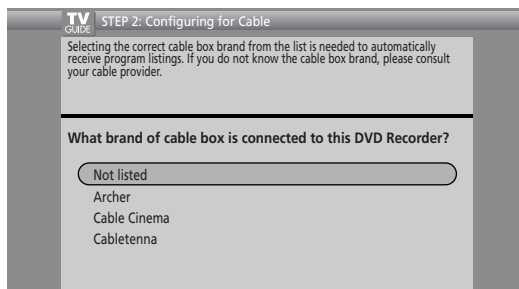 TV
GUIDE
STEP 2: Configuring for Cable
Selecting the correct cable box brand from the list is needed to automatically
receive program listings. If you do not know the cable box brand, please consult
your cable provider.
What brand of cable box is connected to this DVD Recorder?
Not listed
Archer
Cable Cinema
Cabletenna